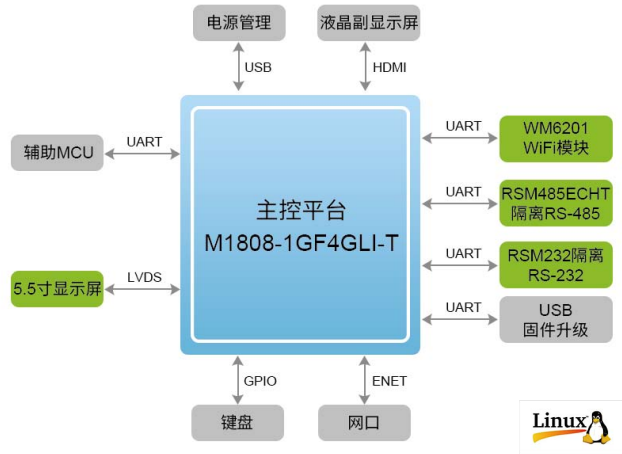 电源管理
液晶副显示屏
USB
HDMI
辅助MCU
UART
主控平台
M1808-1GF4GLI-T
5.5寸显示屏
LVDS
UART
WM6201
WiFi模块
UART
RSM485ECHT
隔离RS-485
UART
RSM232隔离
RS-232
UART
USB
固件升级
GPIO
ENET
键盘
网口
Linux